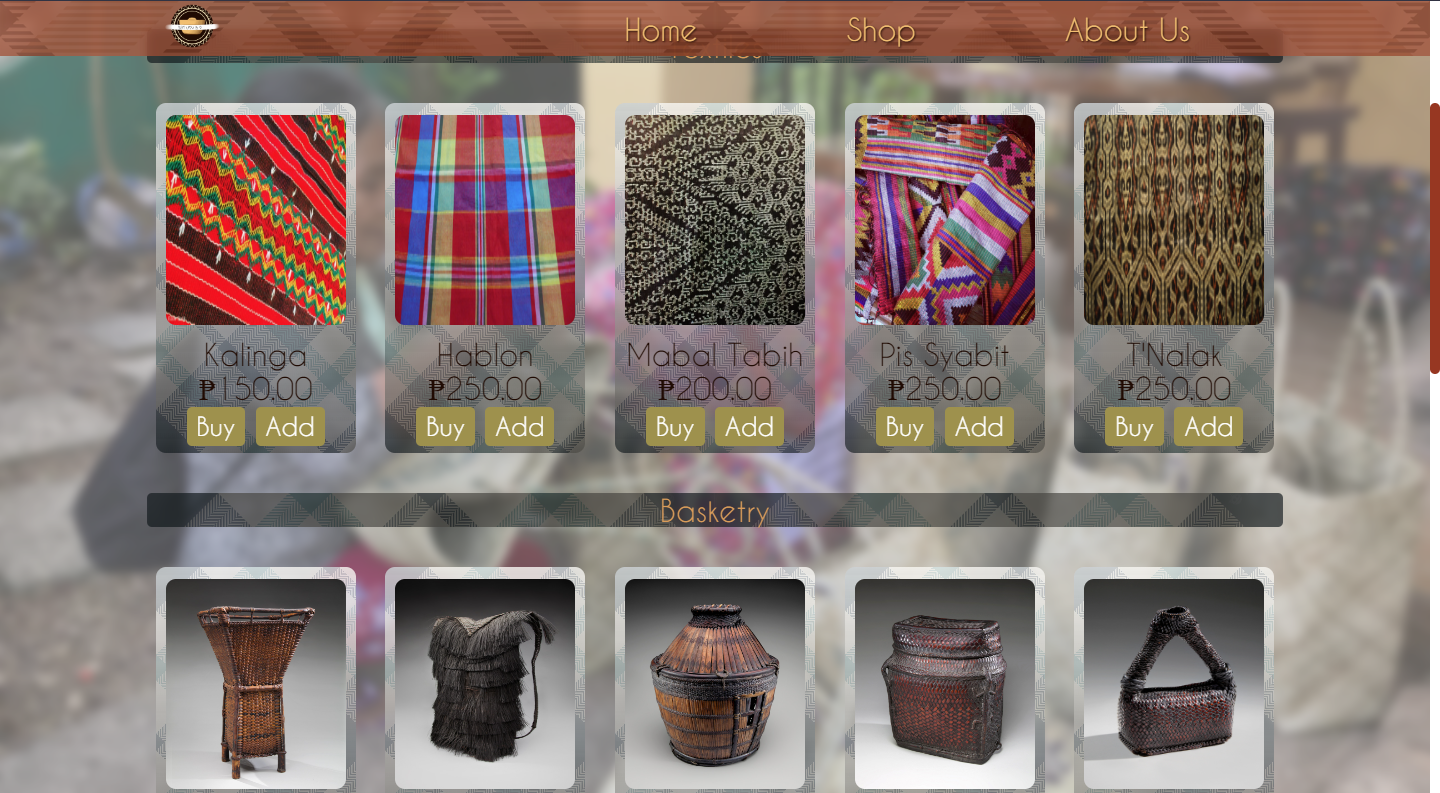 Home
Shop
About Us
Textiles
Kalinga
₱150.00
Buy
Add
Hablon
₱250.00
Buy
Add
Mabal Tabih
₱200.00
Buy
Add
Pis Syabit
₱250.00
Buy
Add
T'Nalak
₱250.00
Buy
Add
Basketry